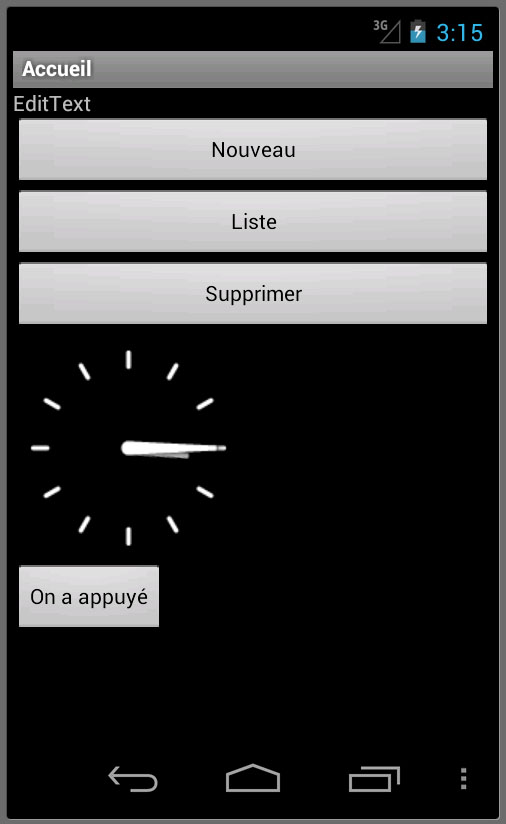 3G
3:15
Accueil
EditText
Nouveau
Liste
Supprimer
On a appuyé